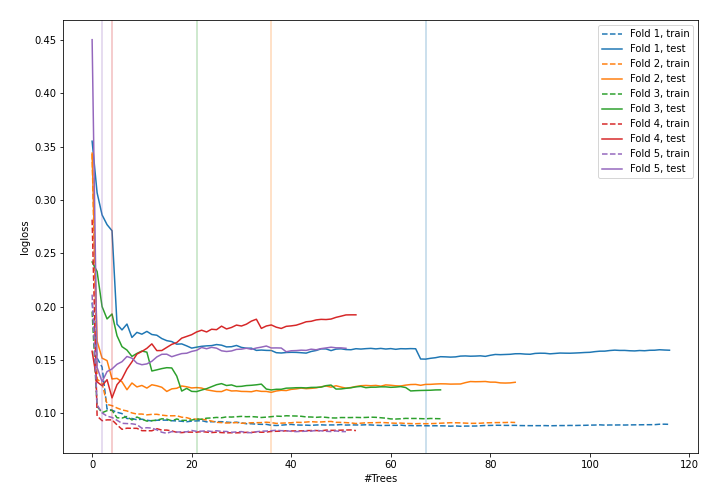 Fold 1, train
Fold 1, test
Fold 2, train
Fold 2, test
Fold 3, train
Fold 3, test
Fold 4, train
Fold 4, test
Fold 5, train
Fold 5, test
logloss
0.45
0.40
0.35
0.30
0.25
0.20
0.15
0.10
0 20 40 60 80 100 120
#Trees